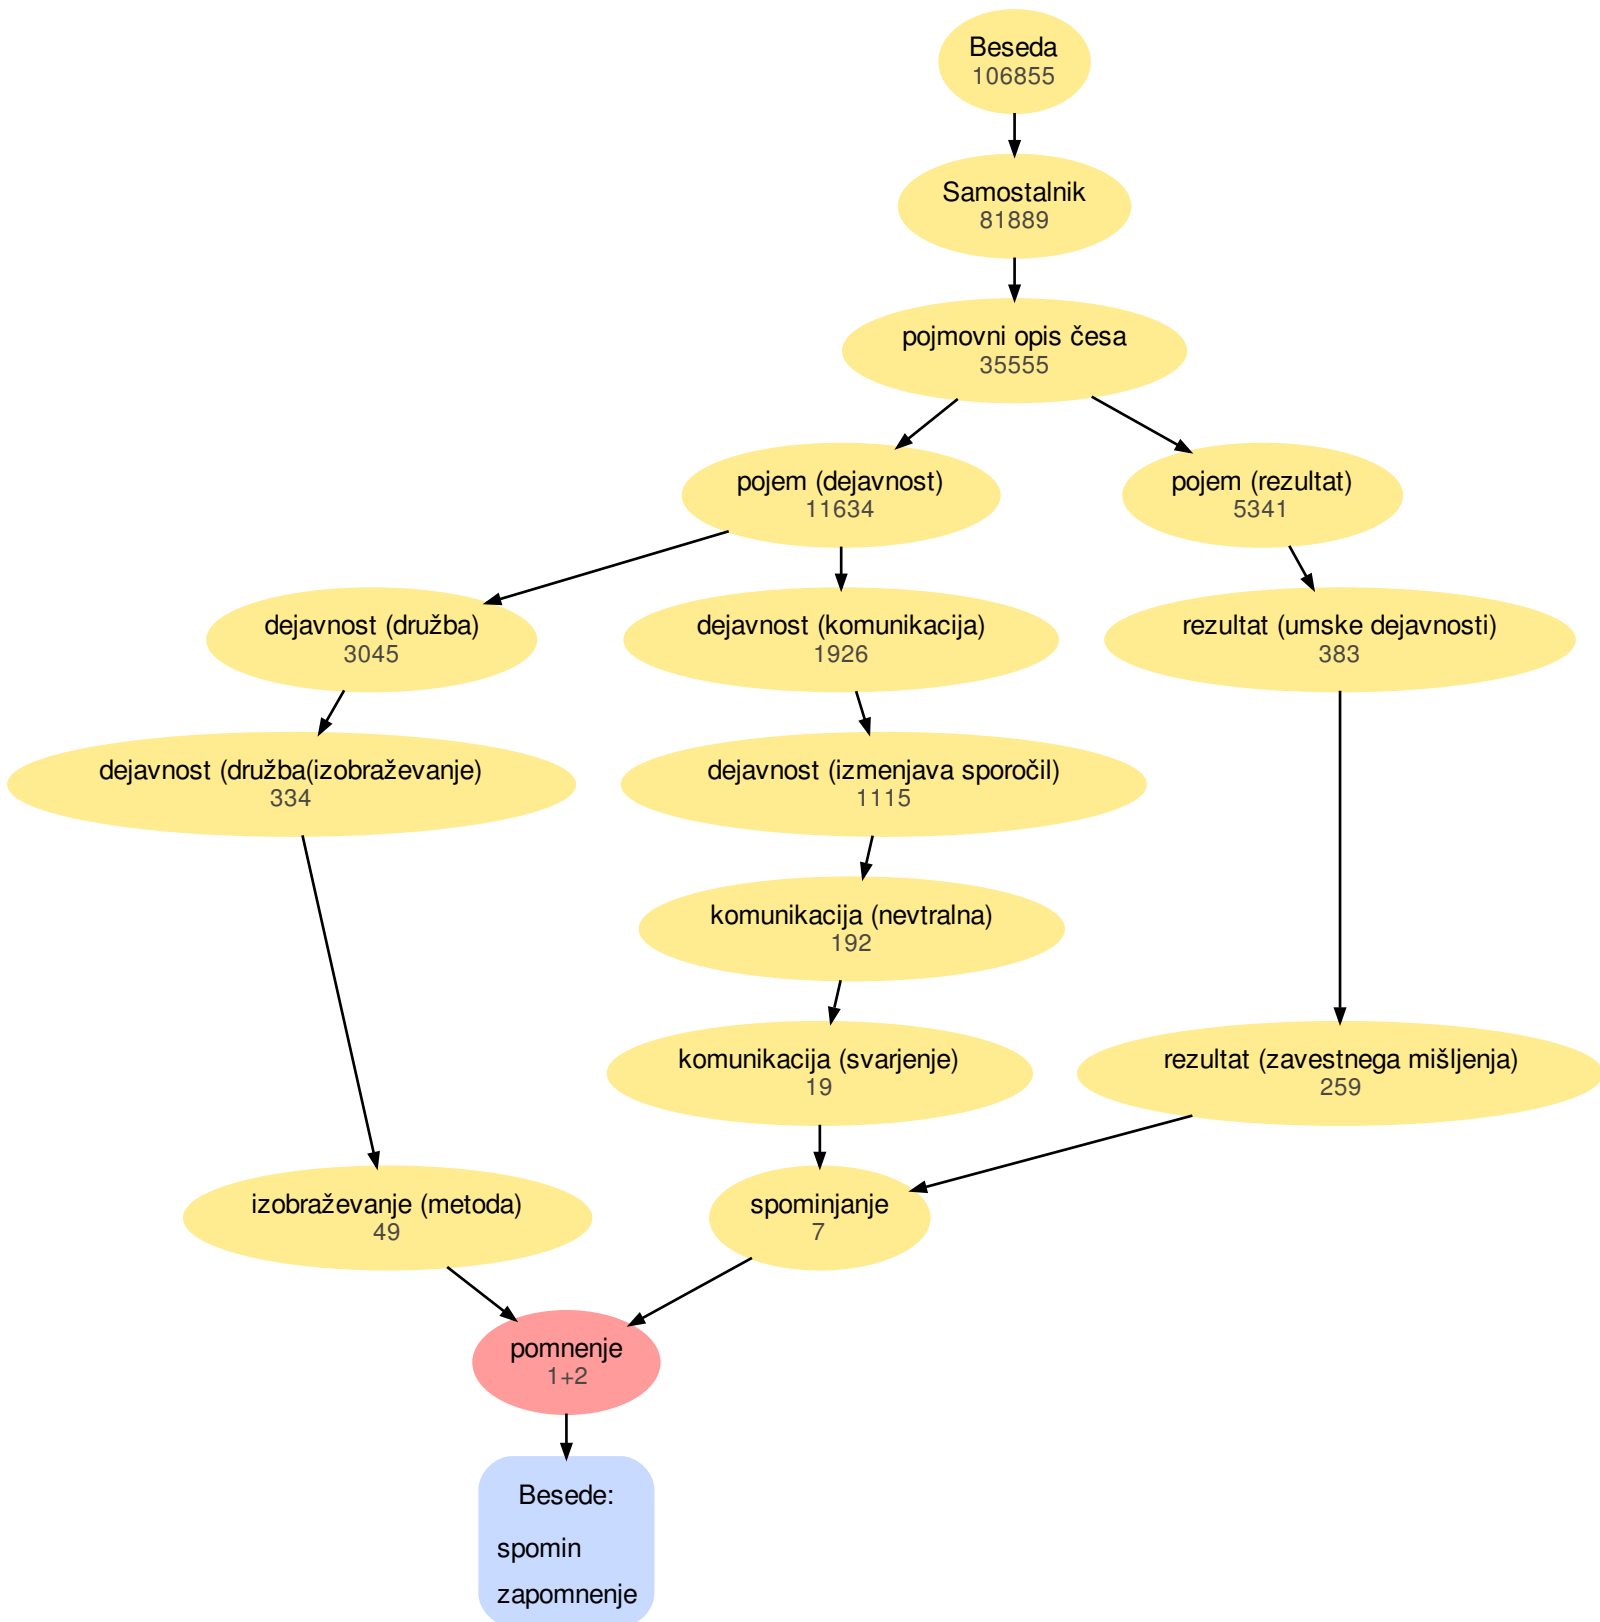 Beseda
106855
Samostalnik
81889
pojmovni opis česa
35555
pojem (dejavnost)
11634
pojem (rezultat)
5341
dejavnost (družba)
3045
dejavnost (komunikacija)
1926
rezultat (umske dejavnosti)
383
dejavnost (družba(izobraževanje)
334
dejavnost (izmenjava sporočil)
1115
komunikacija (nevtralna)
192
komunikacija (svarjenje)
19
rezultat (zavestnega mišljenja)
259
izobraževanje (metoda)
49
spominjanje
7
pomnenje
1+2
Besede:
spomin
zapomnenje